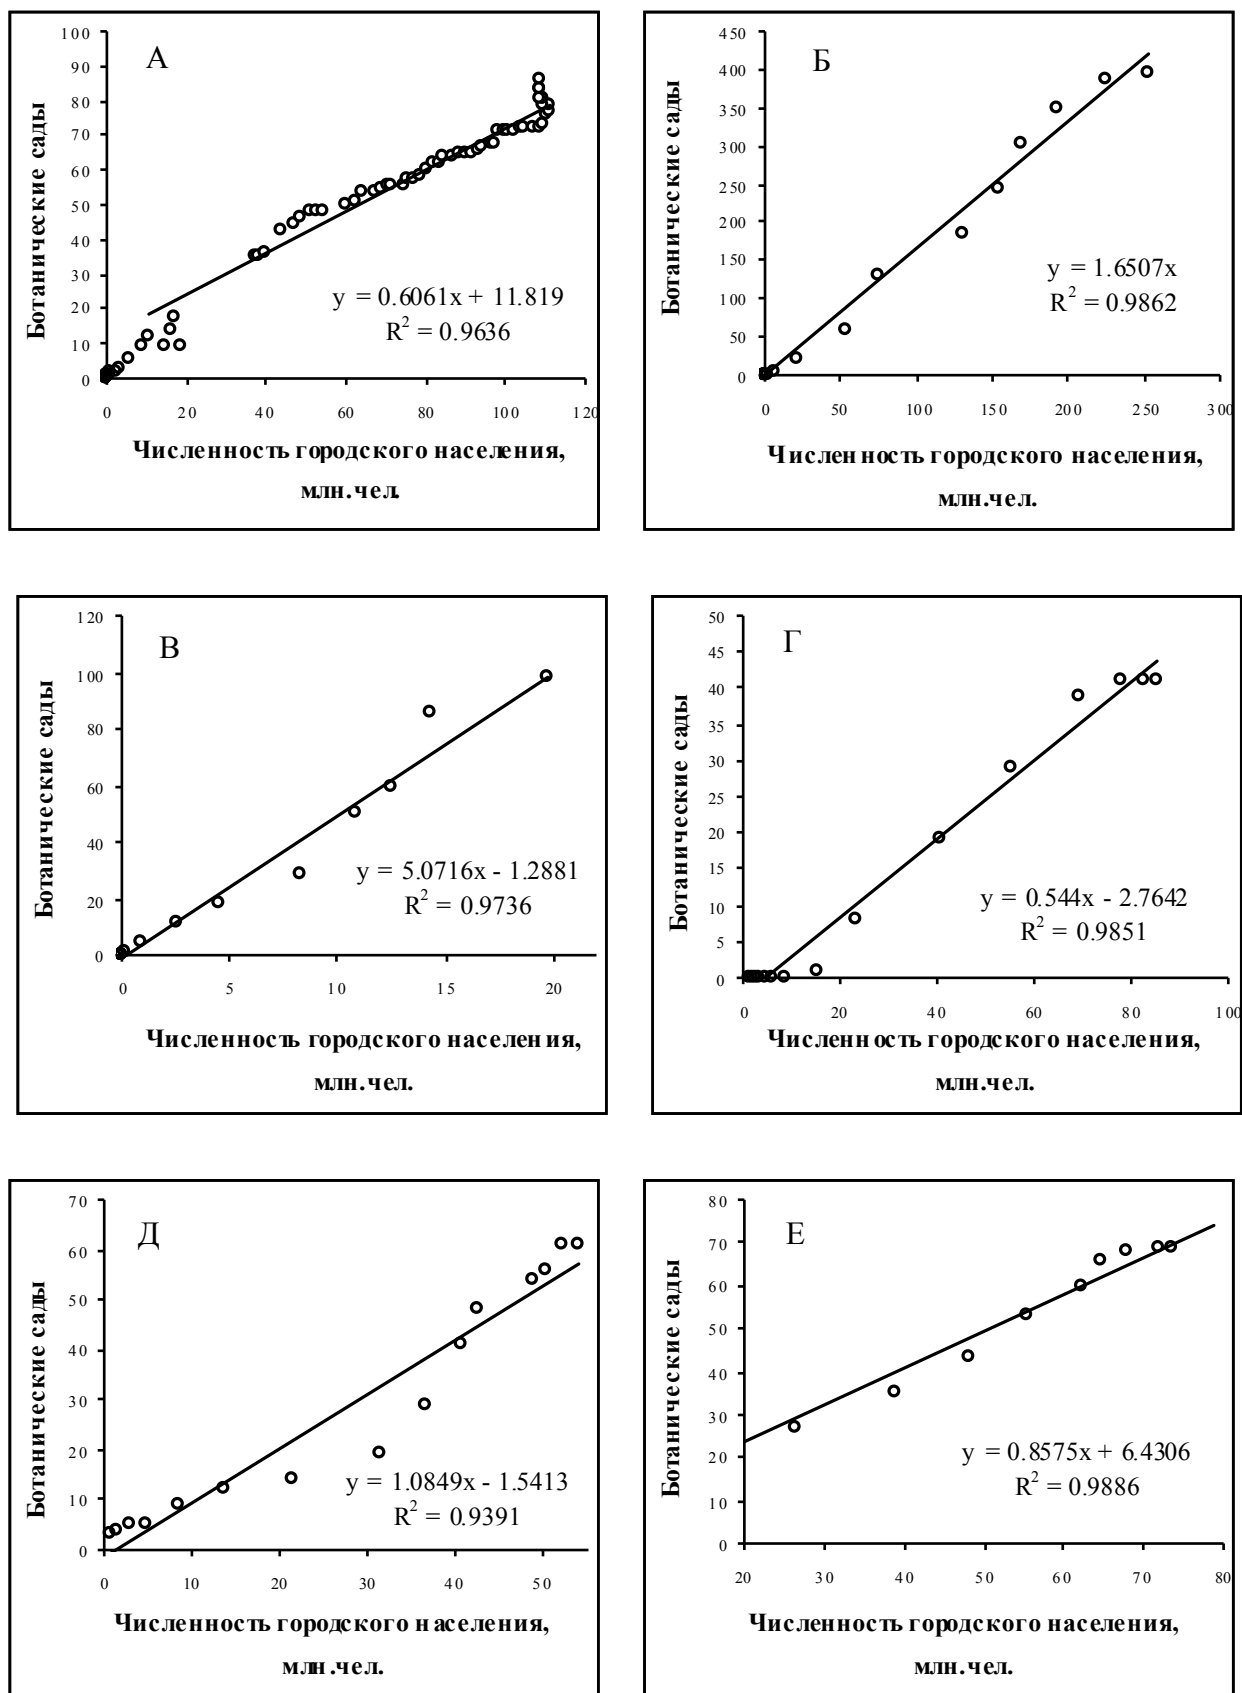 А
Ботанические сады
100
90
80
70
60
50
40
30
20
10
0
y = 0.6061x + 11.819
R² = 0.9636
0 20 40 60 80 100 120
Численность городского населения,
млн.чел.
Б
Ботанические сады
450
400
350
300
250
200
150
100
50
0
y = 1.6507x
R² = 0.9862
0 50 100 150 200 250 300
Численность городского населения,
млн.чел.
В
Ботанические сады
120
100
80
60
40
20
0
y = 5.0716x - 1.2881
R² = 0.9736
0 5 10 15 20
Численность городского населения,
млн.чел.
Г
Ботанические сады
50
45
40
35
30
25
20
15
10
5
0
y = 0.544x - 2.7642
R² = 0.9851
0 20 40 60 80 100
Численность городского населения,
млн.чел.
Д
Ботанические сады
70
60
50
40
30
20
10
0
y = 1.0849x - 1.5413
R² = 0.9391
0 10 20 30 40 50
Численность городского населения,
млн.чел.
Е
Ботанические сады
80
70
60
50
40
30
20
10
0
y = 0.8575x + 6.4306
R² = 0.9886
20 30 40 50 60 70 80
Численность городского населения,
млн.чел.